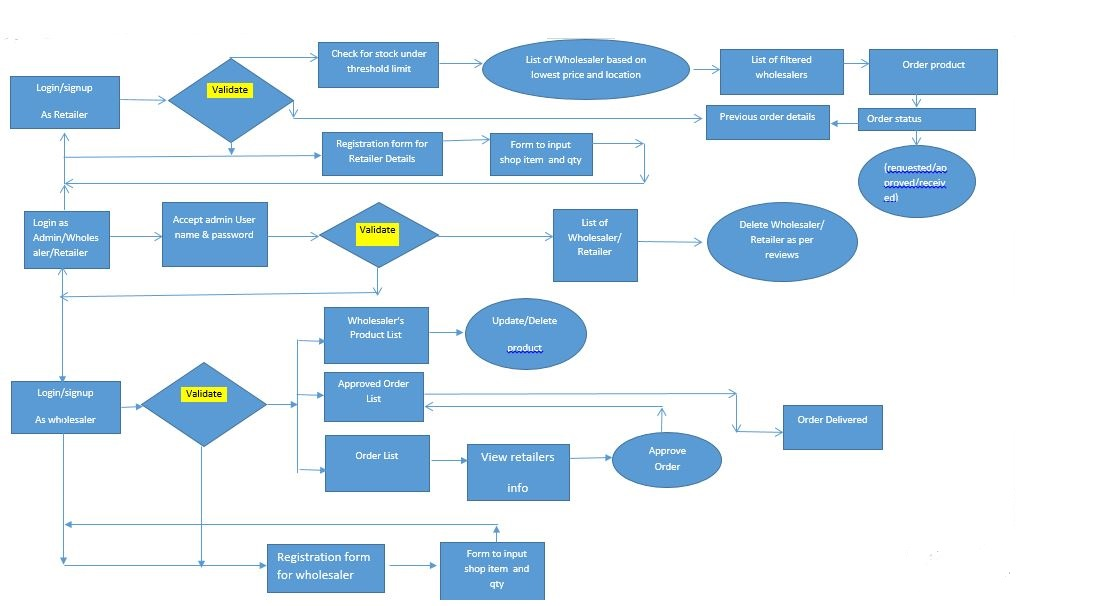 Check for stock under
threshold limit
List of Wholesaler based on
lowest price and location
List of filtered
wholesalers
Order product
Login/signup
As Retailer
Validate
Previous order details
Order status
Registration form for
Retailer Details
Form to input
shop item and qty
(requested/ap
proved/receiv
ed)
Login as
Admin/Wholes
aler/Retailer
Accept admin User
name & password
Validate
List of
Wholesaler/
Retailer
Delete Wholesaler/
Retailer as per
reviews
Wholesaler's
Product List
Update/Delete
product
Login/signup
As wholesaler
Validate
Approved Order
List
Order Delivered
Order List
View retailers
info
Approve
Order
Registration form
for wholesaler
Form to input
shop item and
qty